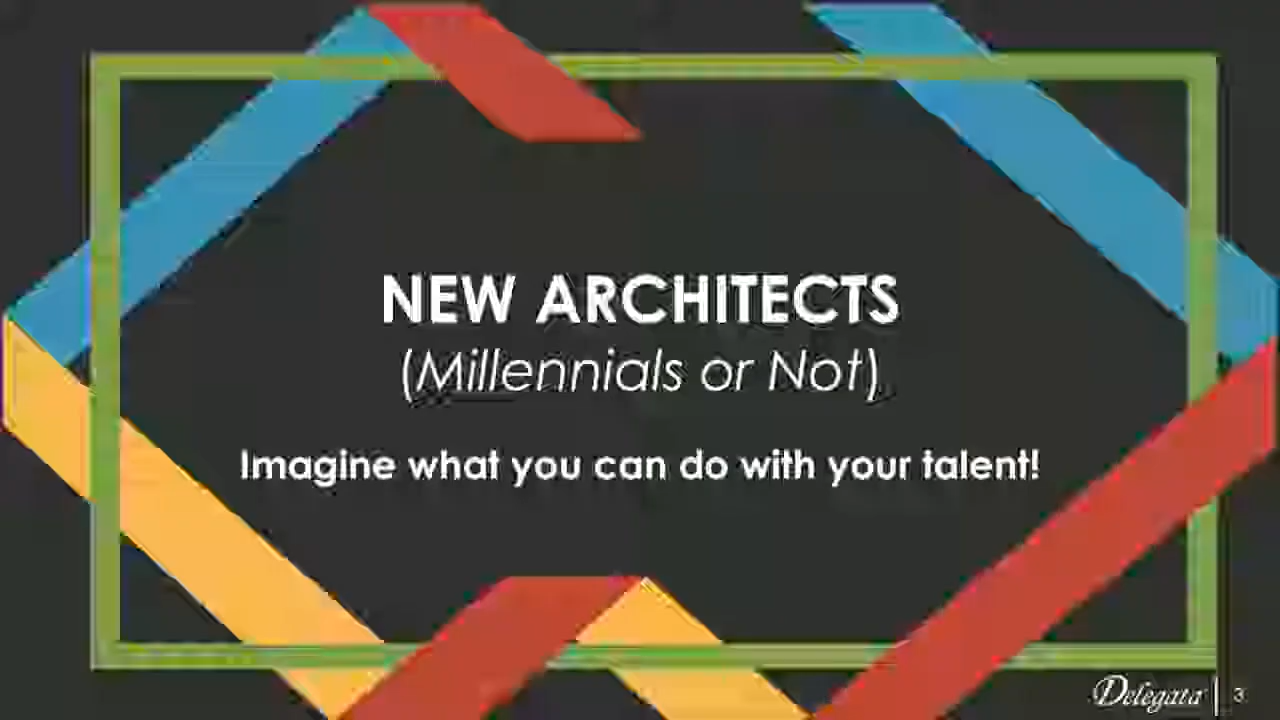 NEW ARCHITECTS
(Millennials or Not)
Imagine what you can do with your talent!
Delegata | 3